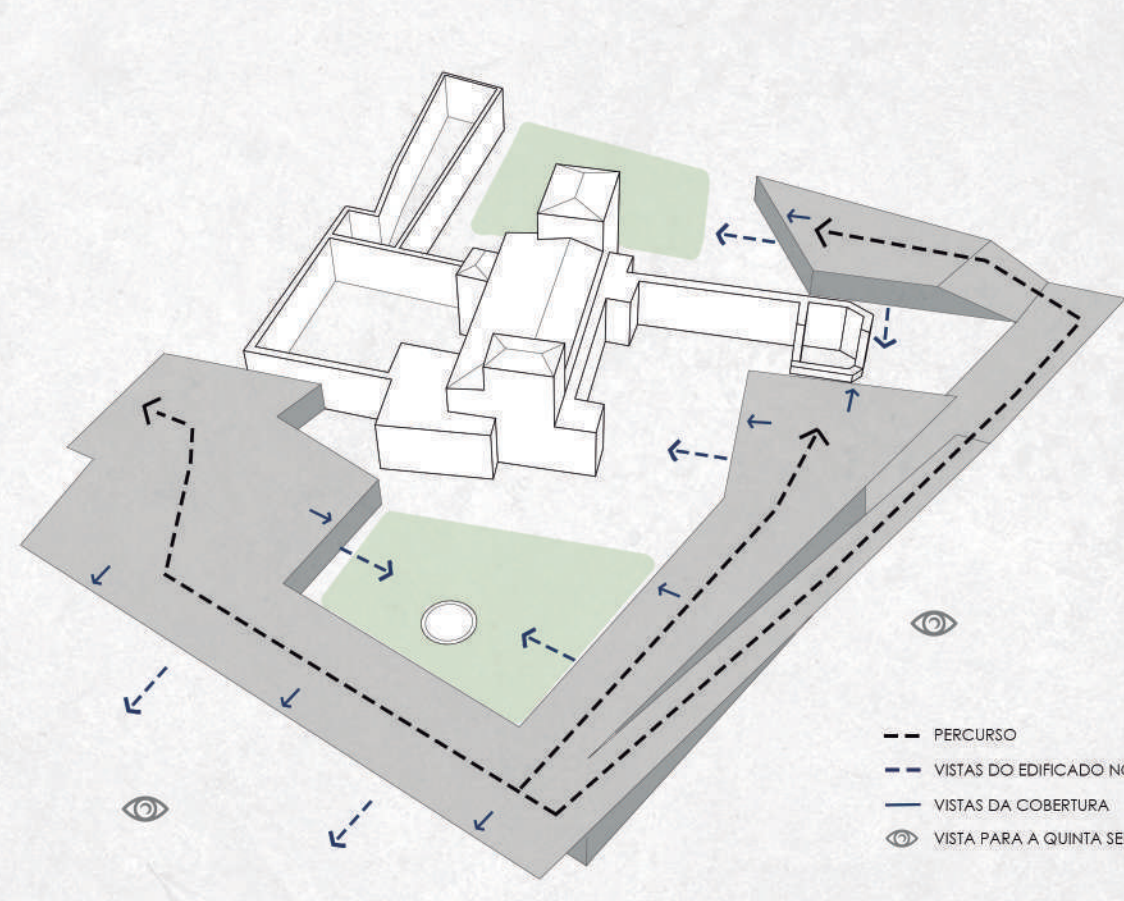 PERCURSO
VISTAS DO EDIFICADO
VISTAS DA COBERTURA
VISTA PARA A QUINTA